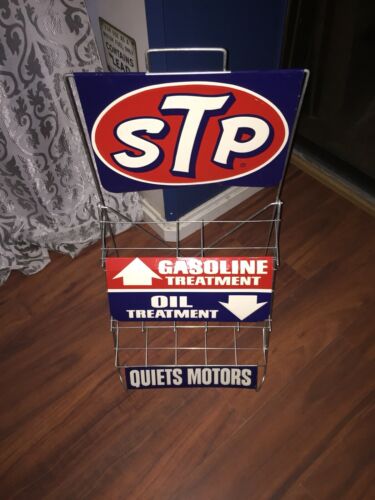 STP
GASOLINE
TREATMENT
OIL
TREATMENT
QUIETS MOTORS